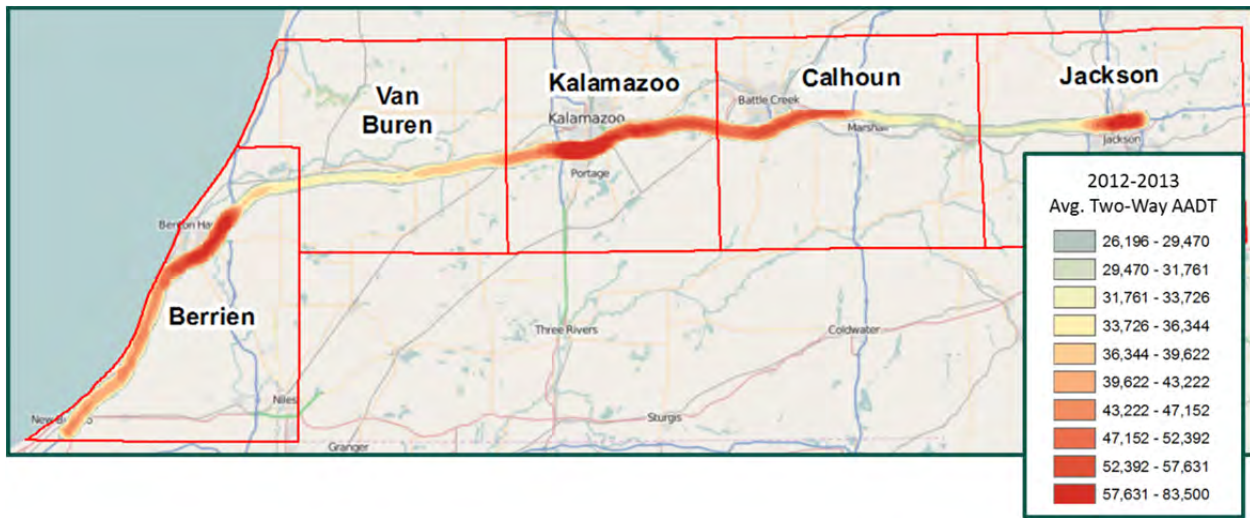 Van
Buren
Kalamazoo
Calhoun
Jackson
Battle Creek
Kalamazoo
Marshall
Jackson
Portage
Berrien
Three Rivers
Coldwater
Niles
Sturgis
Granger
2012-2013
Avg. Two-Way AADT
26,196 - 29,470
29,470 - 31,761
31,761 - 33,726
33,726 - 36,344
36,344 - 39,622
39,622 - 43,222
43,222 - 47,152
47,152 - 52,392
52,392 - 57,631
57,631 - 83,500